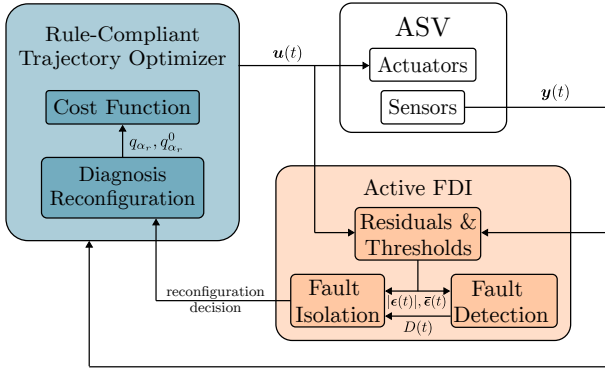 Rule-Compliant
Trajectory Optimizer
Cost Function
q_{α_r}, q^0_{α_r}
Diagnosis
Reconfiguration
u(t)
ASV
Actuators
Sensors
y(t)
Active FDI
Residuals &
Thresholds
|ϵ(t)|, ϵ̄(t)
Fault
Isolation
Fault
Detection
D(t)
reconfiguration
decision